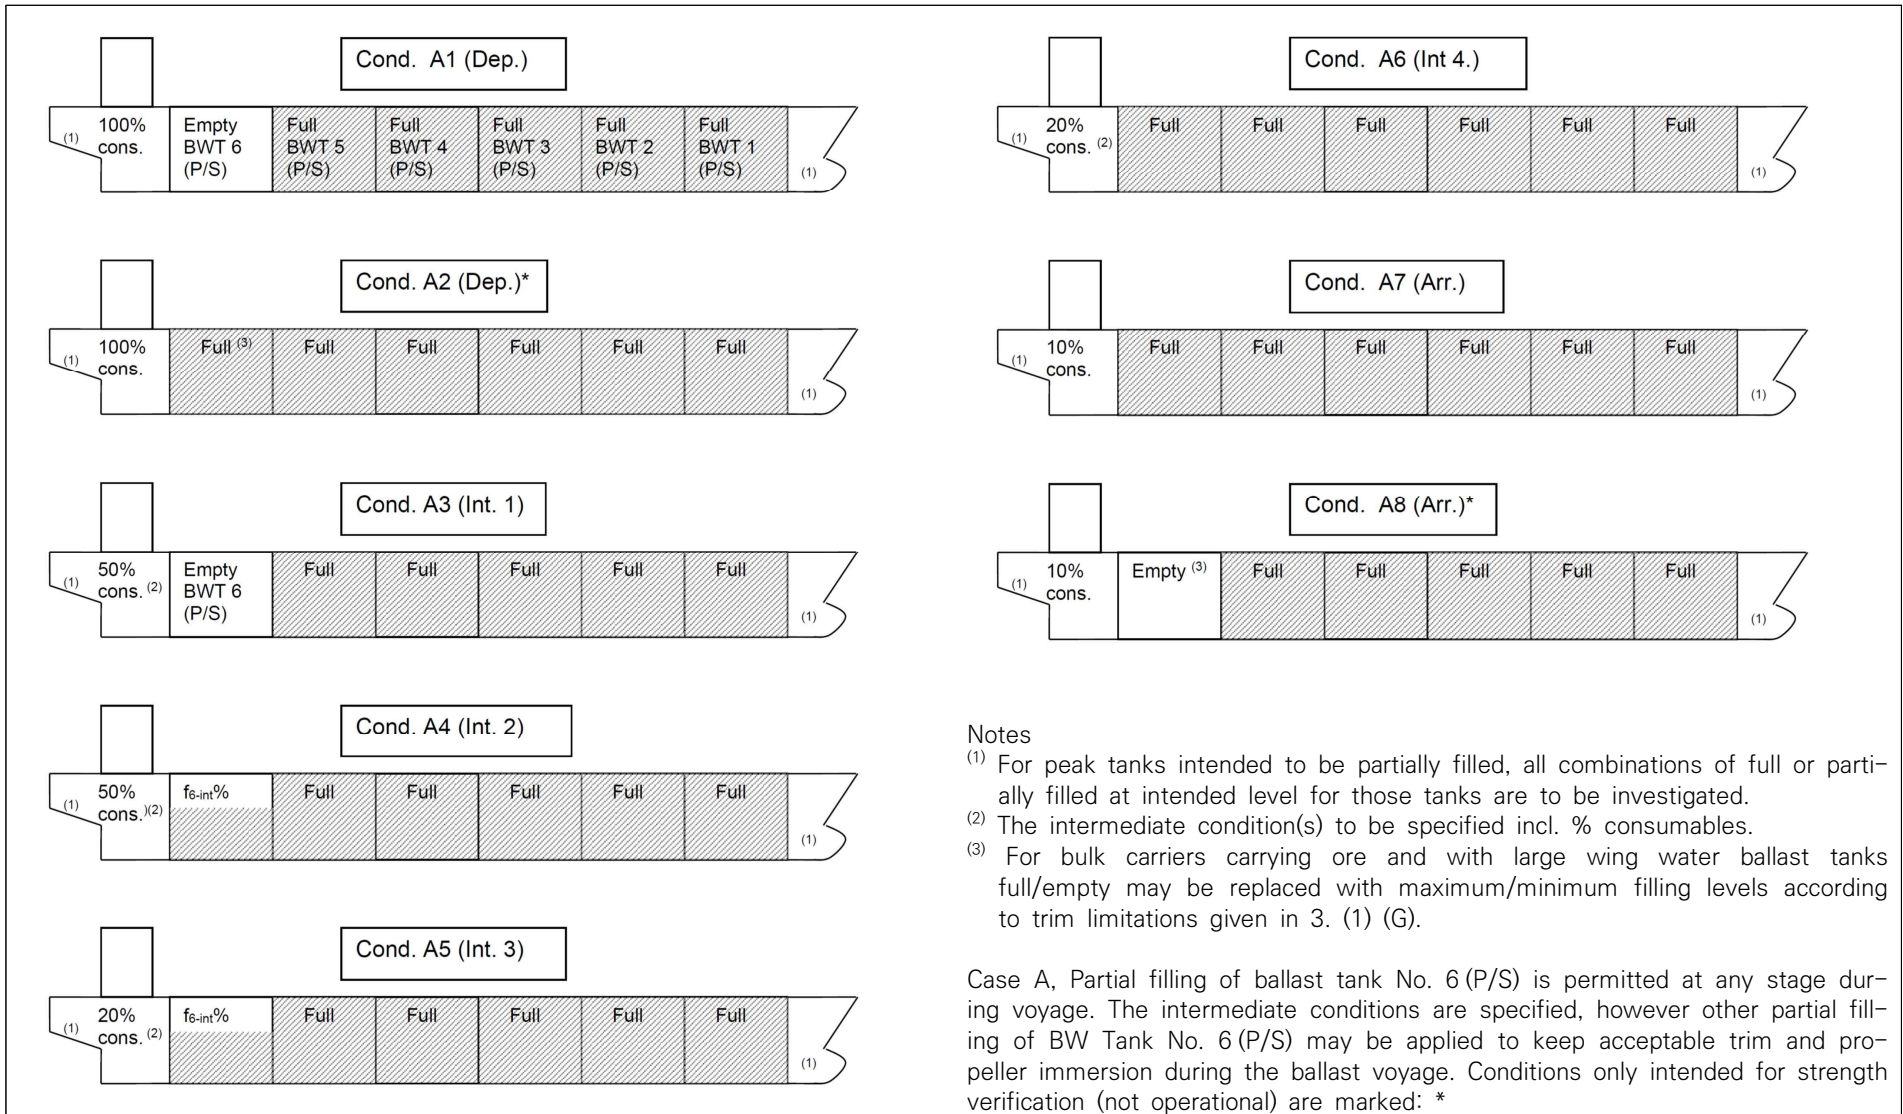 Cond. A1 (Dep.)
(1)
100%
cons.
Empty
BWT 6
(P/S)
Full
BWT 5
(P/S)
Full
BWT 4
(P/S)
Full
BWT 3
(P/S)
Full
BWT 2
(P/S)
Full
BWT 1
(P/S)
(1)
Cond. A2 (Dep.)*
(1)
100%
cons.
Full (3)
Full
Full
Full
Full
Full
(1)
Cond. A3 (Int. 1)
(1)
50%
cons. (2)
Empty
BWT 6
(P/S)
Full
Full
Full
Full
Full
(1)
Cond. A4 (Int. 2)
(1)
50%
cons.)(2)
f6-int%
Full
Full
Full
Full
Full
(1)
Cond. A5 (Int. 3)
(1)
20%
cons. (2)
f6-int%
Full
Full
Full
Full
Full
(1)
Cond. A6 (Int 4.)
(1)
20%
cons. (2)
Full
Full
Full
Full
Full
Full
(1)
Cond. A7 (Arr.)
(1)
10%
cons.
Full
Full
Full
Full
Full
Full
(1)
Cond. A8 (Arr.)*
(1)
10%
cons.
Empty (3)
Full
Full
Full
Full
Full
(1)
Notes
(1) For peak tanks intended to be partially filled, all combinations of full or parti-
ally filled at intended level for those tanks are to be investigated.
(2) The intermediate condition(s) to be specified incl. % consumables.
(3) For bulk carriers carrying ore and with large wing water ballast tanks
full/empty may be replaced with maximum/minimum filling levels according
to trim limitations given in 3. (1) (G).
Case A, Partial filling of ballast tank No. 6 (P/S) is permitted at any stage dur-
ing voyage. The intermediate conditions are specified, however other partial fill-
ing of BW Tank No. 6 (P/S) may be applied to keep acceptable trim and pro-
peller immersion during the ballast voyage. Conditions only intended for strength
verification (not operational) are marked: *